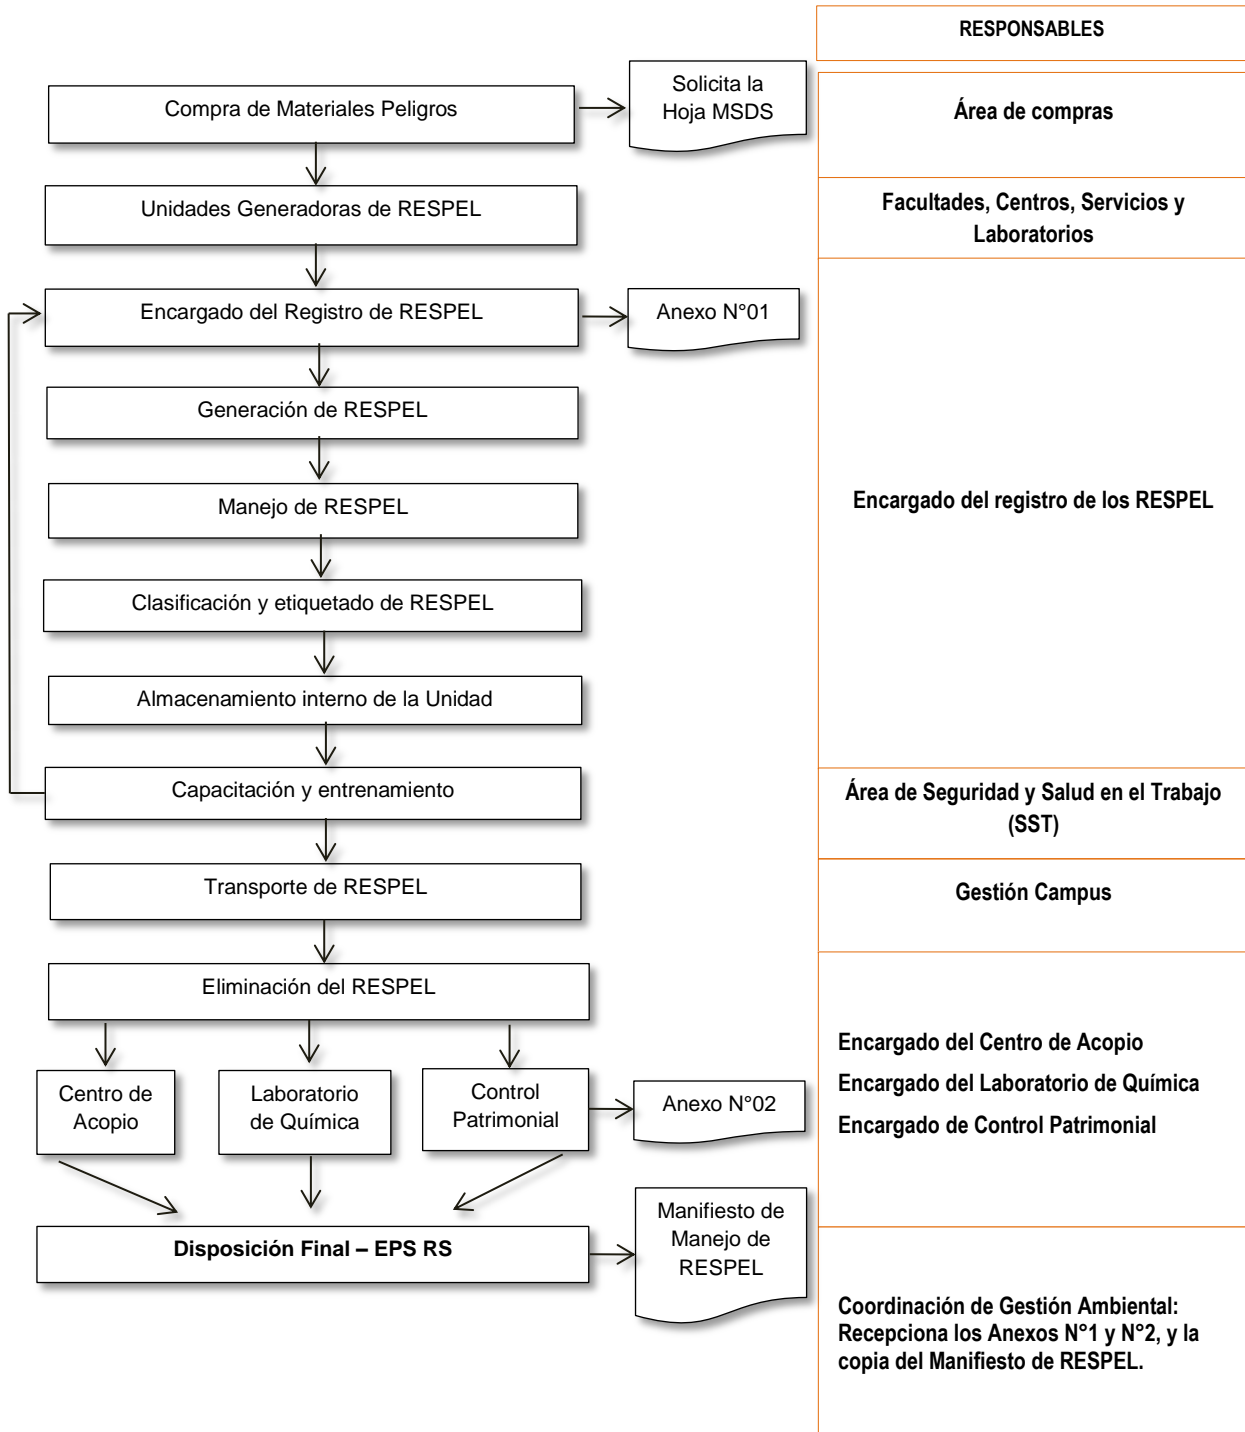 RESPONSABLES
Solicita la
Hoja MSDS
Compra de Materiales Peligros
Área de compras
Unidades Generadoras de RESPEL
Facultades, Centros, Servicios y
Laboratorios
Encargado del Registro de RESPEL
Anexo N°01
Generación de RESPEL
Manejo de RESPEL
Encargado del registro de los RESPEL
Clasificación y etiquetado de RESPEL
Almacenamiento interno de la Unidad
Capacitación y entrenamiento
Área de Seguridad y Salud en el Trabajo
(SST)
Transporte de RESPEL
Gestión Campus
Eliminación del RESPEL
Centro de
Acopio
Laboratorio
de Química
Control
Patrimonial
Anexo N°02
Encargado del Centro de Acopio
Encargado del Laboratorio de Química
Encargado de Control Patrimonial
Disposición Final – EPS RS
Manifiesto de
Manejo de
RESPEL
Coordinación de Gestión Ambiental:
Recepciona los Anexos N°1 y N°2, y la
copia del Manifiesto de RESPEL.